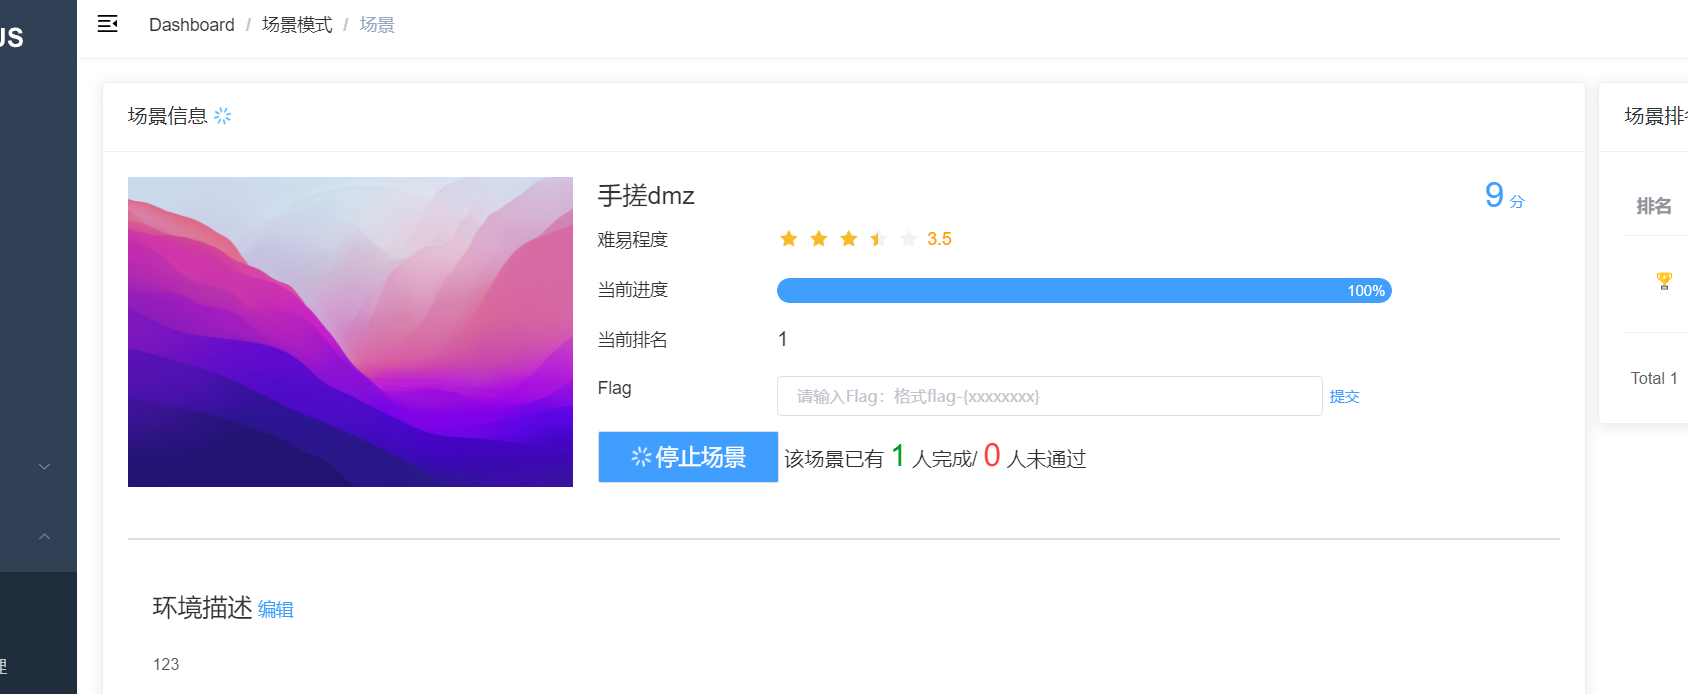 US
Dashboard / 场景模式 / 场景
场景信息
场景排
手搓dmz
9 分
难易程度
3.5
当前进度
100%
当前排名
1
Flag
请输入Flag：格式flag-{xxxxxxxx}
提交
停止场景
该场景已有 1 人完成/ 0 人未通过
环境描述 编辑
123
排名
Total 1
理